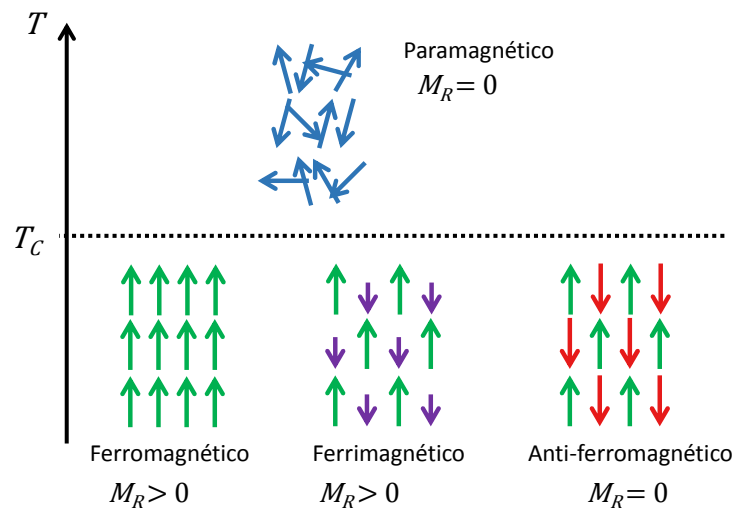 T
Paramagnético
M_R = 0
T_C
Ferromagnético
M_R > 0
Ferrimagnético
M_R > 0
Anti-ferromagnético
M_R = 0